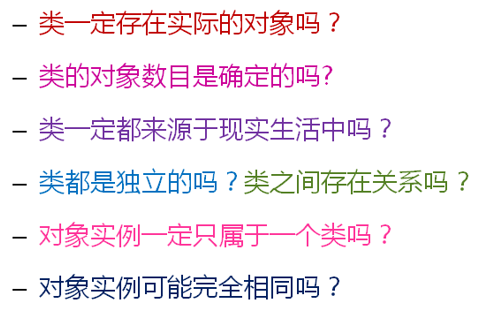 – 类一定存在实际的对象吗？
– 类的对象数目是确定的吗?
– 类一定都来源于现实生活中吗？
– 类都是独立的吗？类之间存在关系吗？
– 对象实例一定只属于一个类吗？
– 对象实例可能完全相同吗？